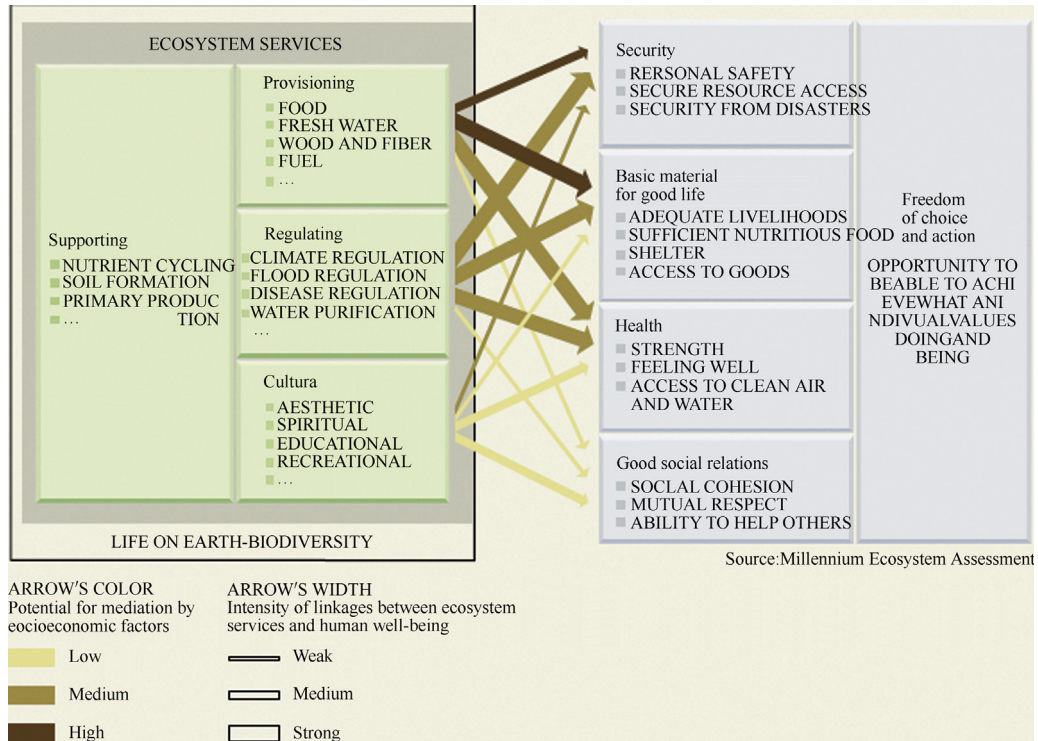 ECOSYSTEM SERVICES
Supporting
NUTRIENT CYCLING
SOIL FORMATION
PRIMARY PRODUC
... TION
Provisioning
FOOD
FRESH WATER
WOOD AND FIBER
FUEL
...
Regulating
CLIMATE REGULATION
FLOOD REGULATION
DISEASE REGULATION
WATER PURIFICATION
...
Cultura
AESTHETIC
SPIRITUAL
EDUCATIONAL
RECREATIONAL
...
LIFE ON EARTH-BIODIVERSITY
Security
RERSONAL SAFETY
SECURE RESOURCE ACCESS
SECURITY FROM DISASTERS
Basic material
for good life
ADEQUATE LIVELIHOODS
SUFFICIENT NUTRITIOUS FOOD
SHELTER
ACCESS TO GOODS
Health
STRENGTH
FEELING WELL
ACCESS TO CLEAN AIR
AND WATER
Good social relations
SOCLAL COHESION
MUTUAL RESPECT
ABILITY TO HELP OTHERS
Freedom
of choice
and action
OPPORTUNITY TO
BEABLE TO ACHI
EVEWHAT ANI
NDIVUALVALUES
DOINGAND
BEING
Source:Millennium Ecosystem Assessment
ARROW'S COLOR
Potential for mediation by
eocioeconomic factors
Low
Medium
High
ARROW'S WIDTH
Intensity of linkages between ecosystem
services and human well-being
Weak
Medium
Strong